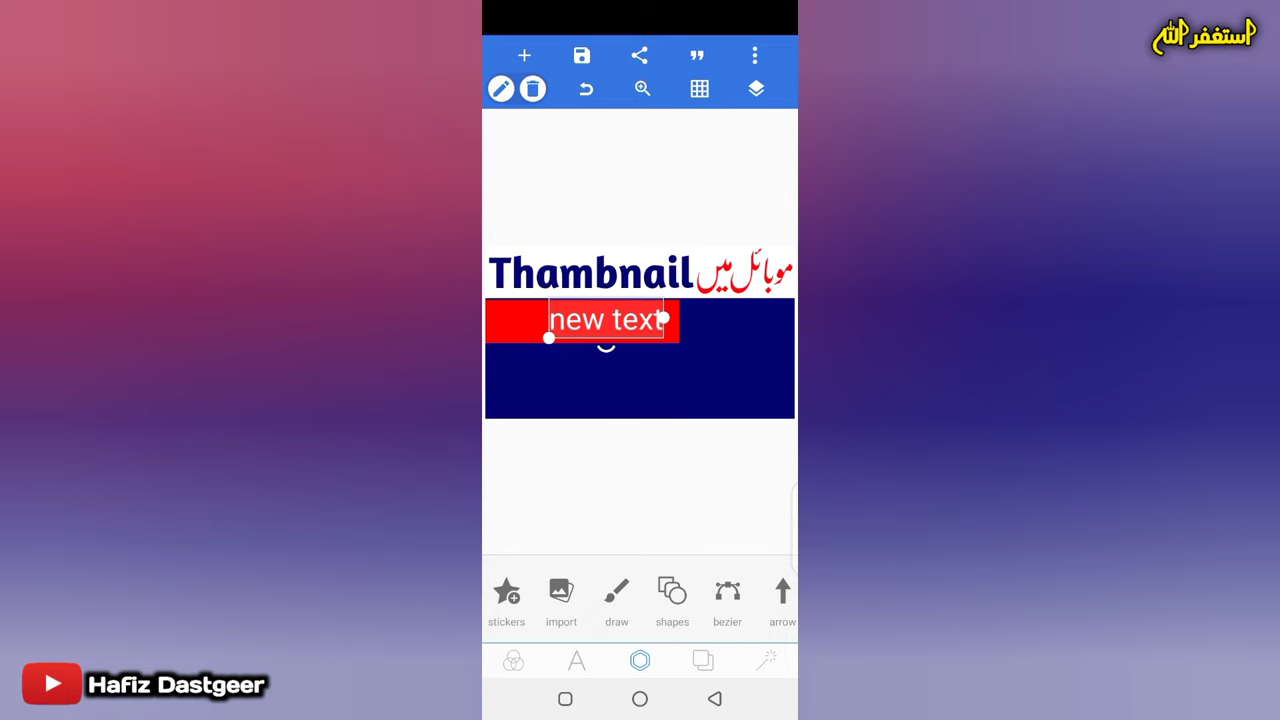 استغفر اللہ
Thambnail موبائل میں
new text
stickers import draw shapes bezier arrow
Hafiz Dastgeer